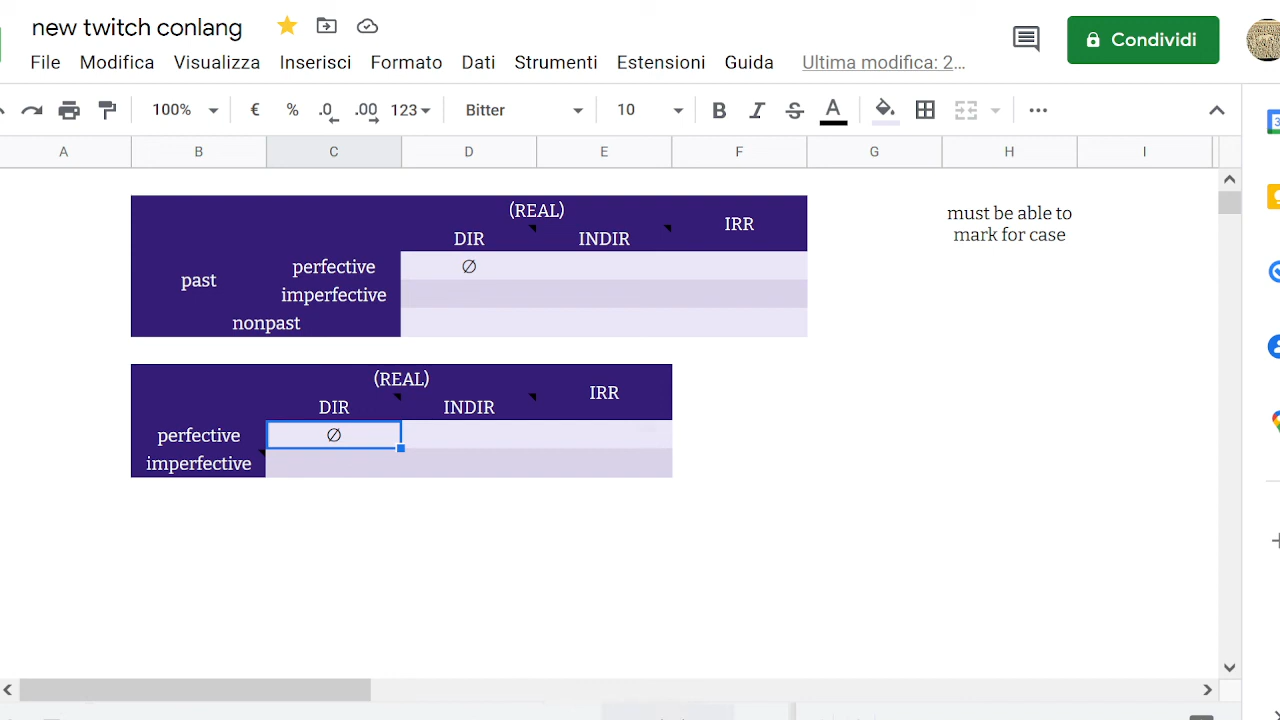 new twitch conlang
Condividi
File Modifica Visualizza Inserisci Formato Dati Strumenti Estensioni Guida Ultima modifica: 2…
100% € % .0 .00 123 Bitter 10 B I S A
A B C D E F G H I
(REAL)
IRR
DIR INDIR
must be able to
mark for case
past
perfective ∅
imperfective
nonpast
(REAL)
IRR
DIR INDIR
perfective ∅
imperfective